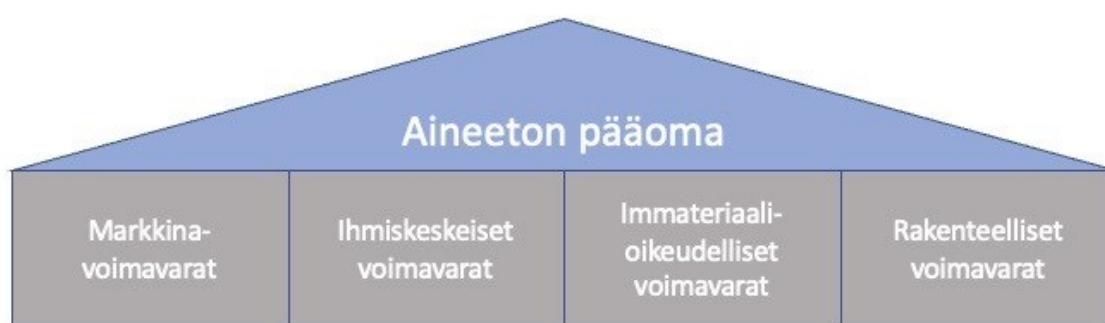 Aineeton pääoma
Markkina-
voimavarat
Ihmiskeskeiset
voimavarat
Immateriaali-
oikeudelliset
voimavarat
Rakenteelliset
voimavarat